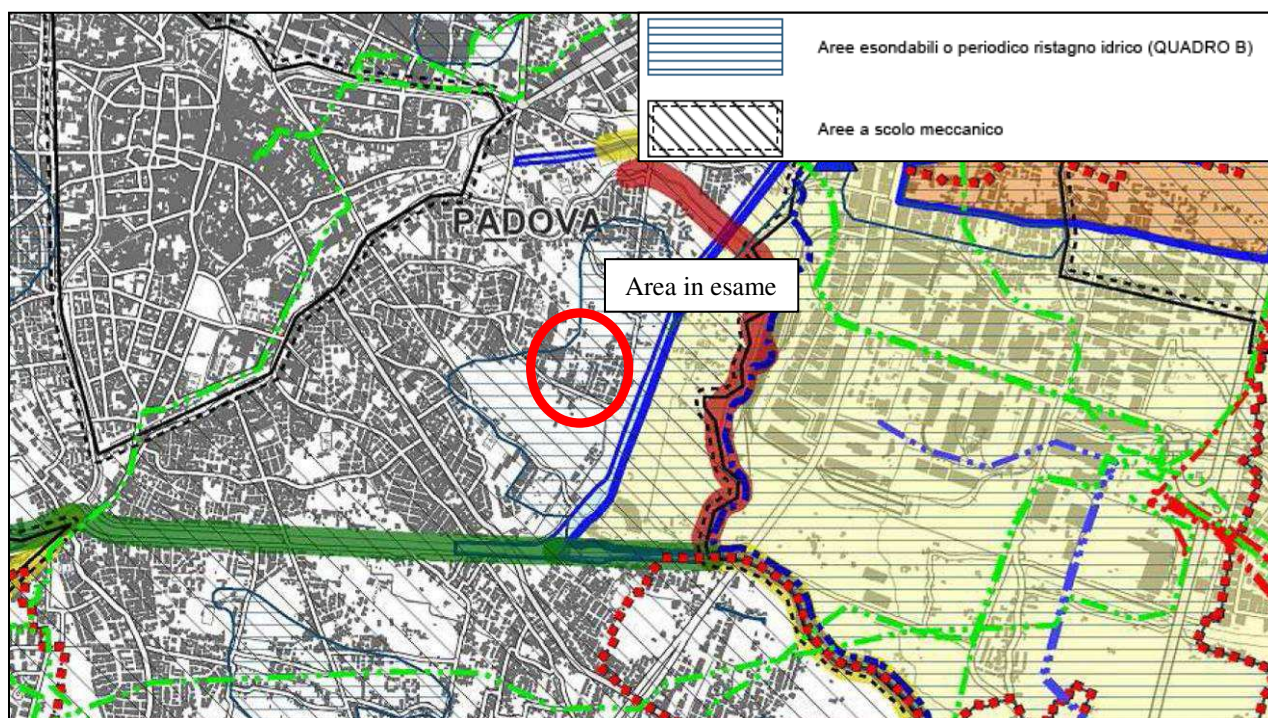 Aree esondabili o periodico ristagno idrico (QUADRO B)
Aree a scolo meccanico
PADOVA
Area in esame